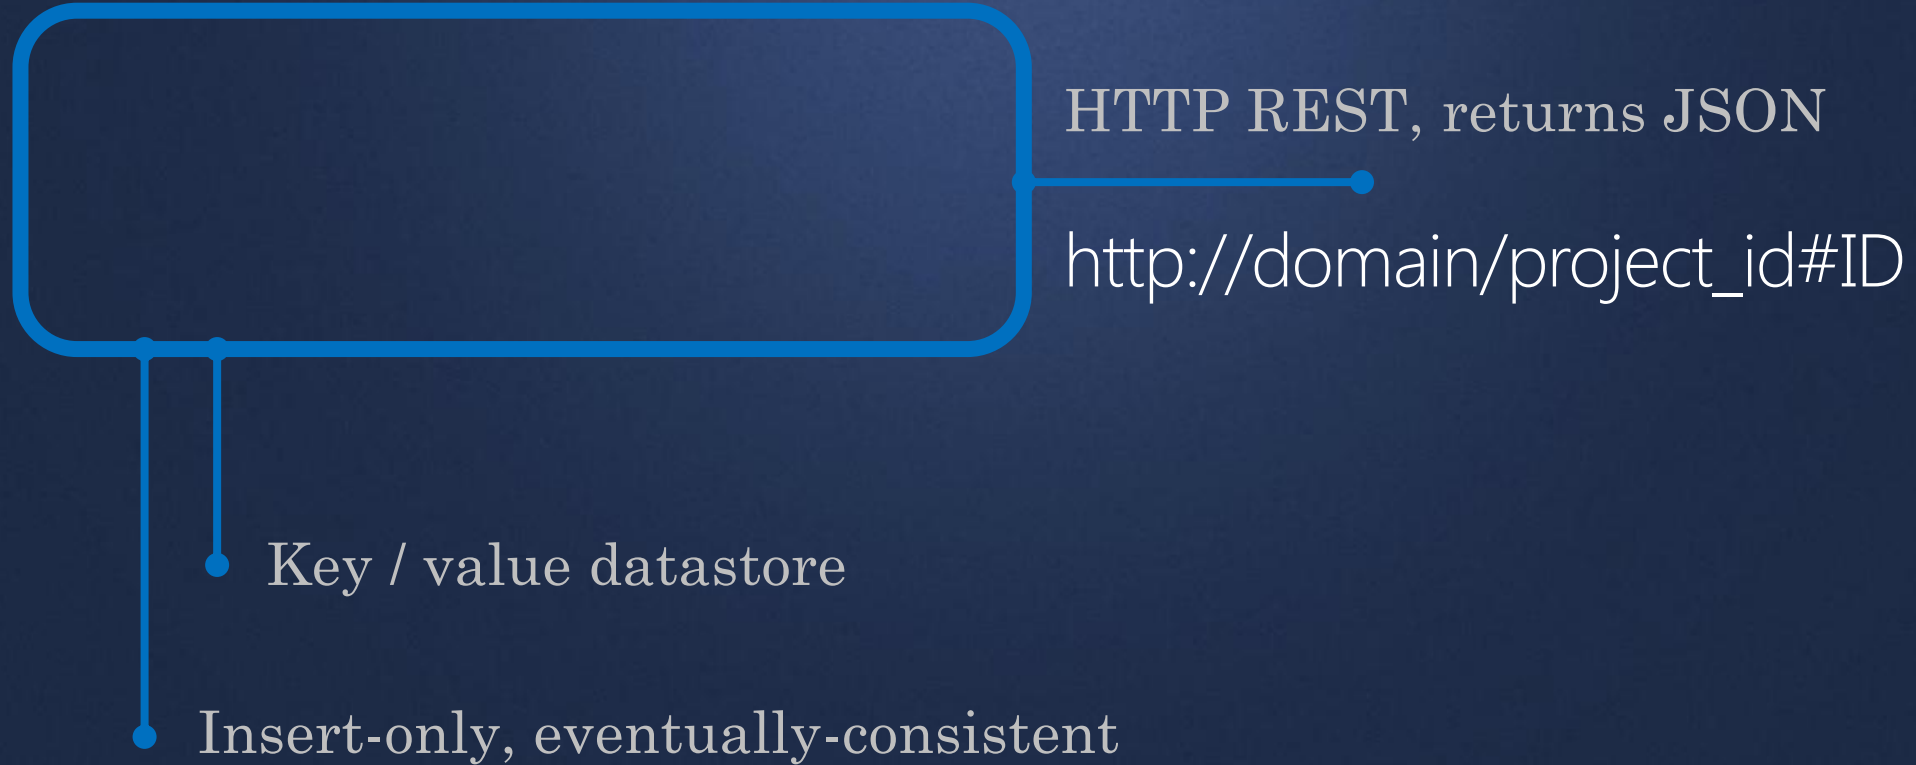 HTTP REST, returns JSON
http://domain/project_id#ID
Key / value datastore
Insert-only, eventually-consistent